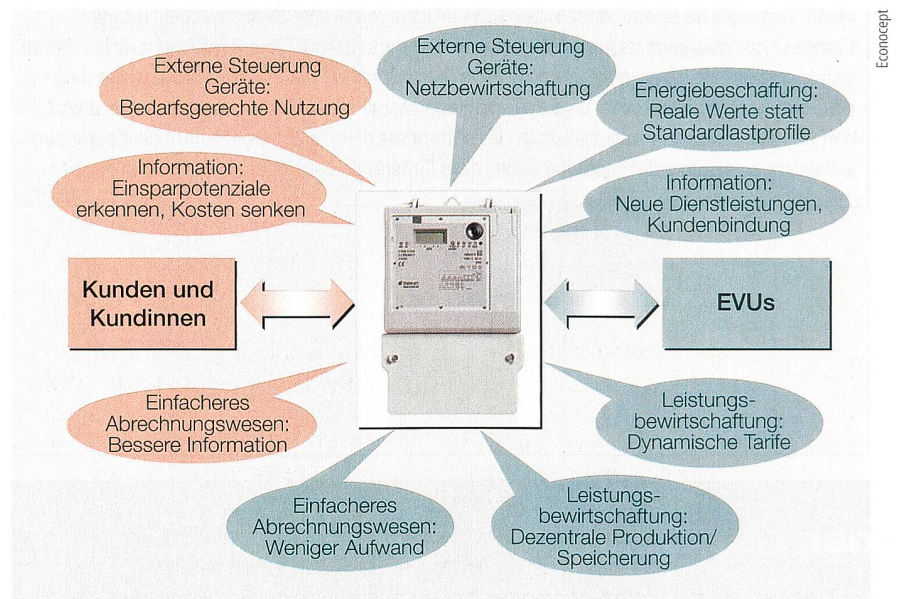 Econocept
Externe Steuerung
Geräte:
Bedarfsgerechte Nutzung
Externe Steuerung
Geräte:
Netzbewirtschaftung
Energiebeschaffung:
Reale Werte statt
Standardlastprofile
Information:
Einsparpotenziale
erkennen, Kosten senken
Information:
Neue Dienstleistungen,
Kundenbindung
Kunden und
Kundinnen
EVUs
Einfacheres
Abrechnungswesen:
Bessere Information
Leistungs-
bewirtschaftung:
Dynamische Tarife
Einfacheres
Abrechnungswesen:
Weniger Aufwand
Leistungs-
bewirtschaftung:
Dezentrale Produktion/
Speicherung